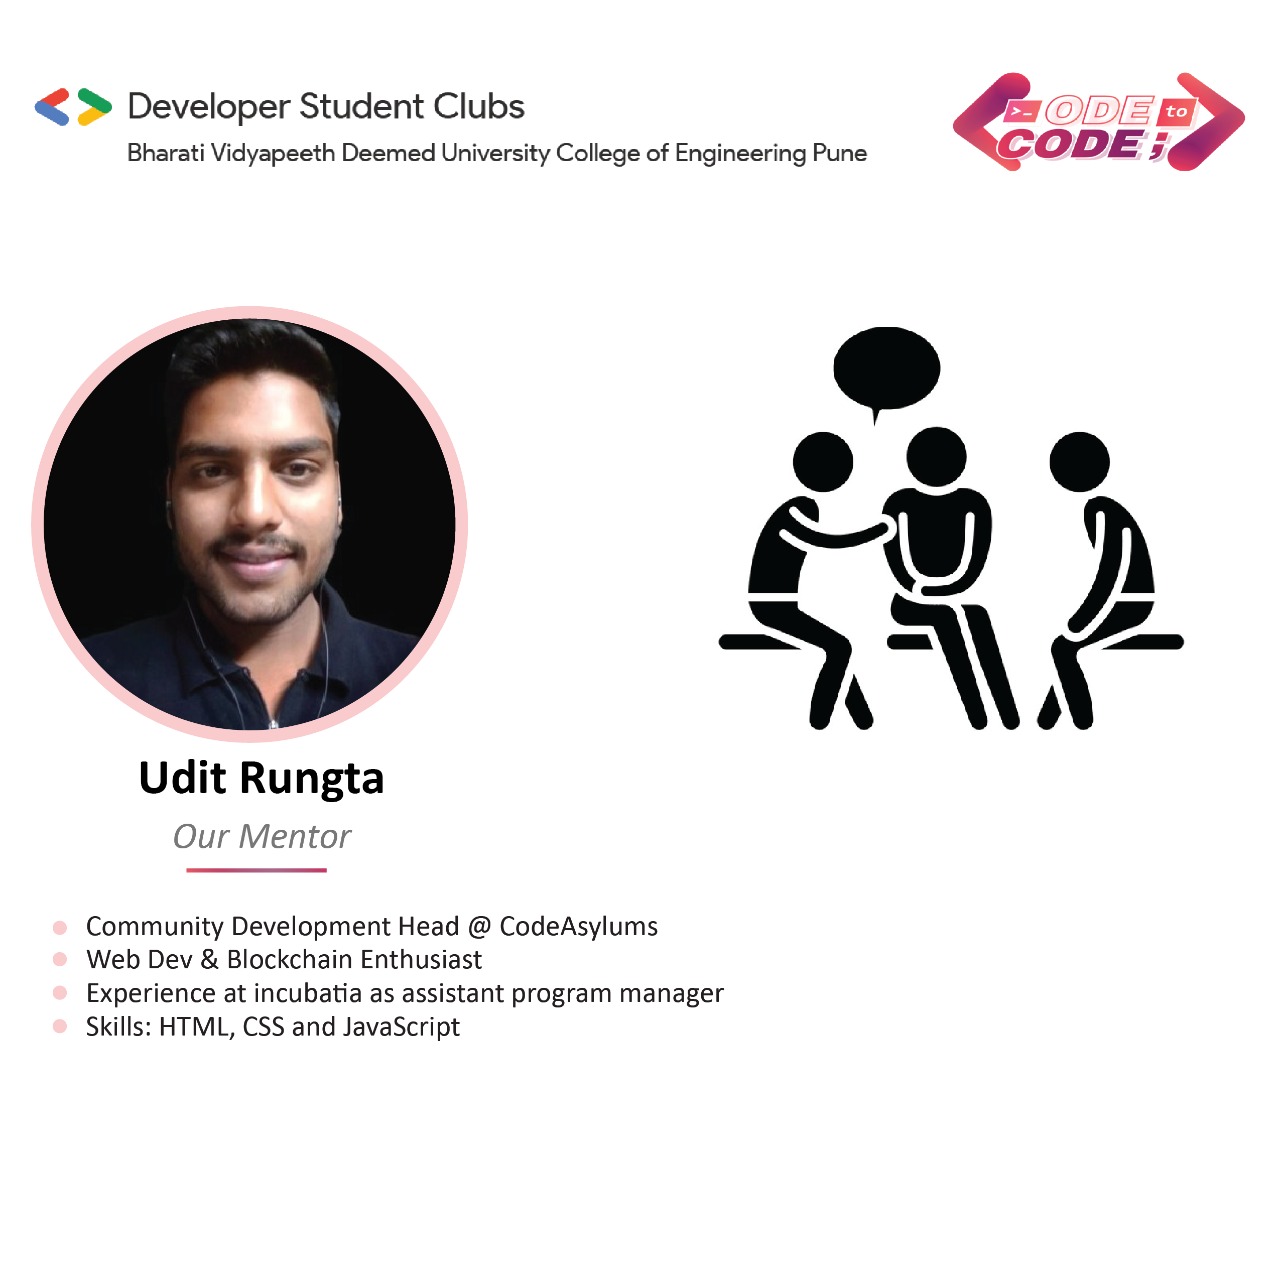 Developer Student Clubs
Bharati Vidyapeeth Deemed University College of Engineering Pune
>_ ODE to
CODE;
Udit Rungta
Our Mentor
Community Development Head @ CodeAsylums
Web Dev & Blockchain Enthusiast
Experience at incubatia as assistant program manager
Skills: HTML, CSS and JavaScript